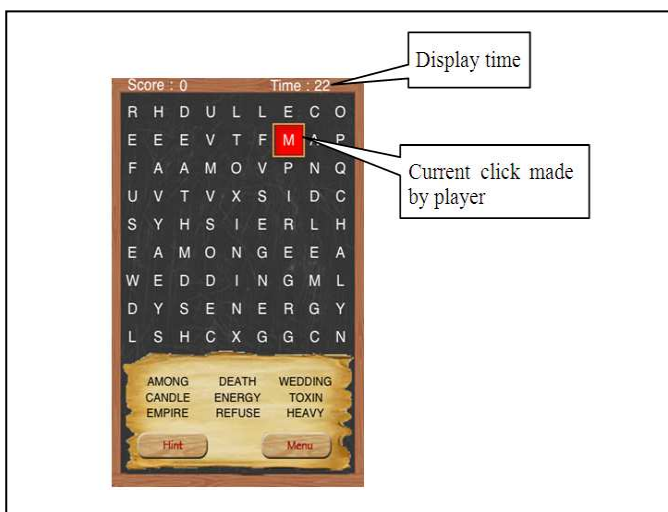 Score : 0 Time : 22
Display time
R H D U L L E C O
E E E V T F M A P
F A A M O V P N Q
U V T V X S I D C
S Y H S I E R L H
E A M O N G E E A
W E D D I N G M L
D Y S E N E R G Y
L S H C X G G C N
Current click made
by player
AMONG DEATH WEDDING
CANDLE ENERGY TOXIN
EMPIRE REFUSE HEAVY
Hint Menu